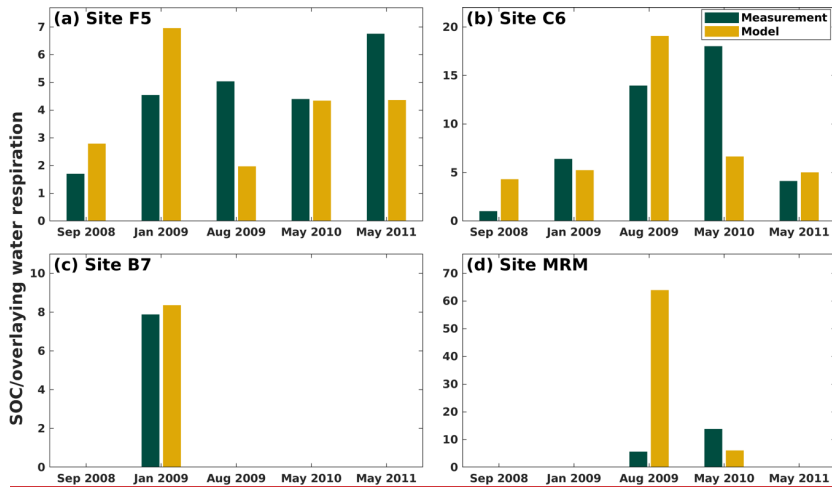 (a) Site F5
7
6
5
4
3
2
1
0
Sep 2008 Jan 2009 Aug 2009 May 2010 May 2011
(b) Site C6
Measurement
Model
20
15
10
5
0
Sep 2008 Jan 2009 Aug 2009 May 2010 May 2011
SOC/overlaying water respiration
(c) Site B7
10
8
6
4
2
0
Sep 2008 Jan 2009 Aug 2009 May 2010 May 2011
(d) Site MRM
70
60
50
40
30
20
10
0
Sep 2008 Jan 2009 Aug 2009 May 2010 May 2011